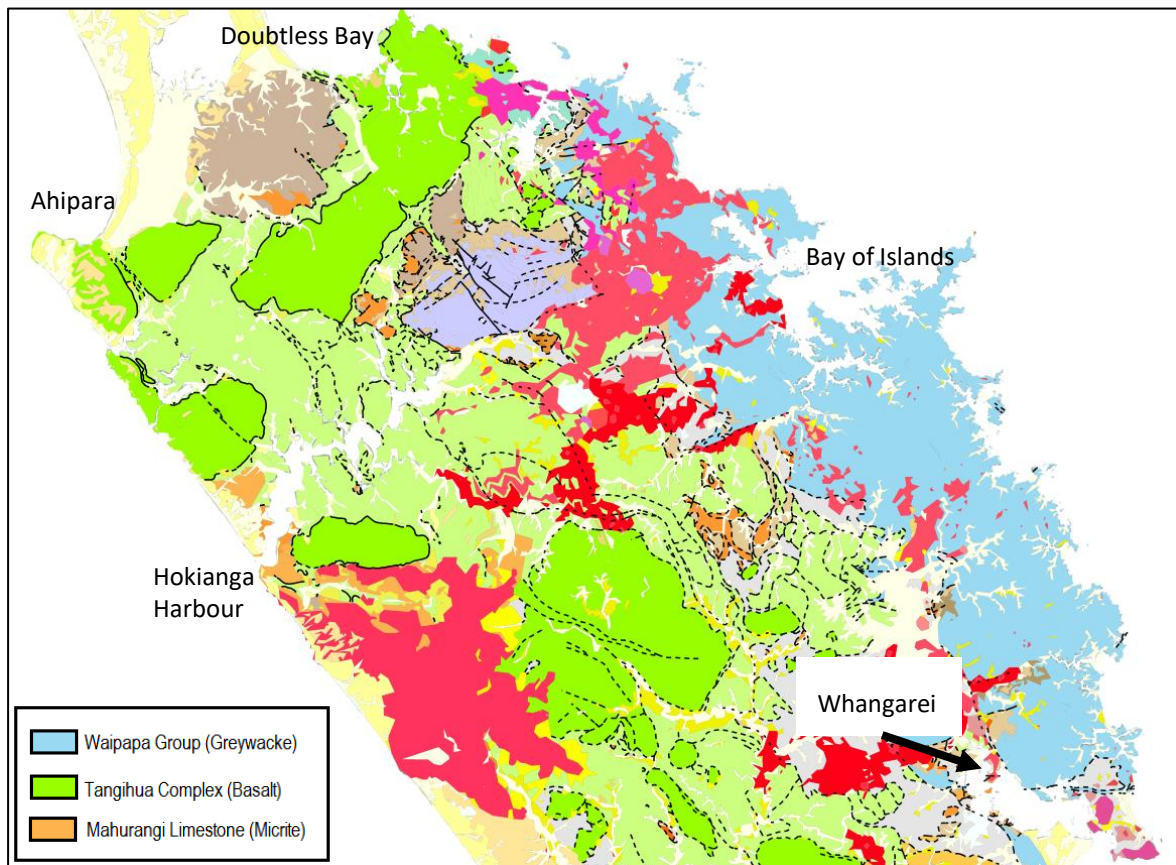 Doubtless Bay
Ahipara
Bay of Islands
Hokianga
Harbour
Whangarei
Waipapa Group (Greywacke)
Tangihua Complex (Basalt)
Mahurangi Limestone (Micrite)